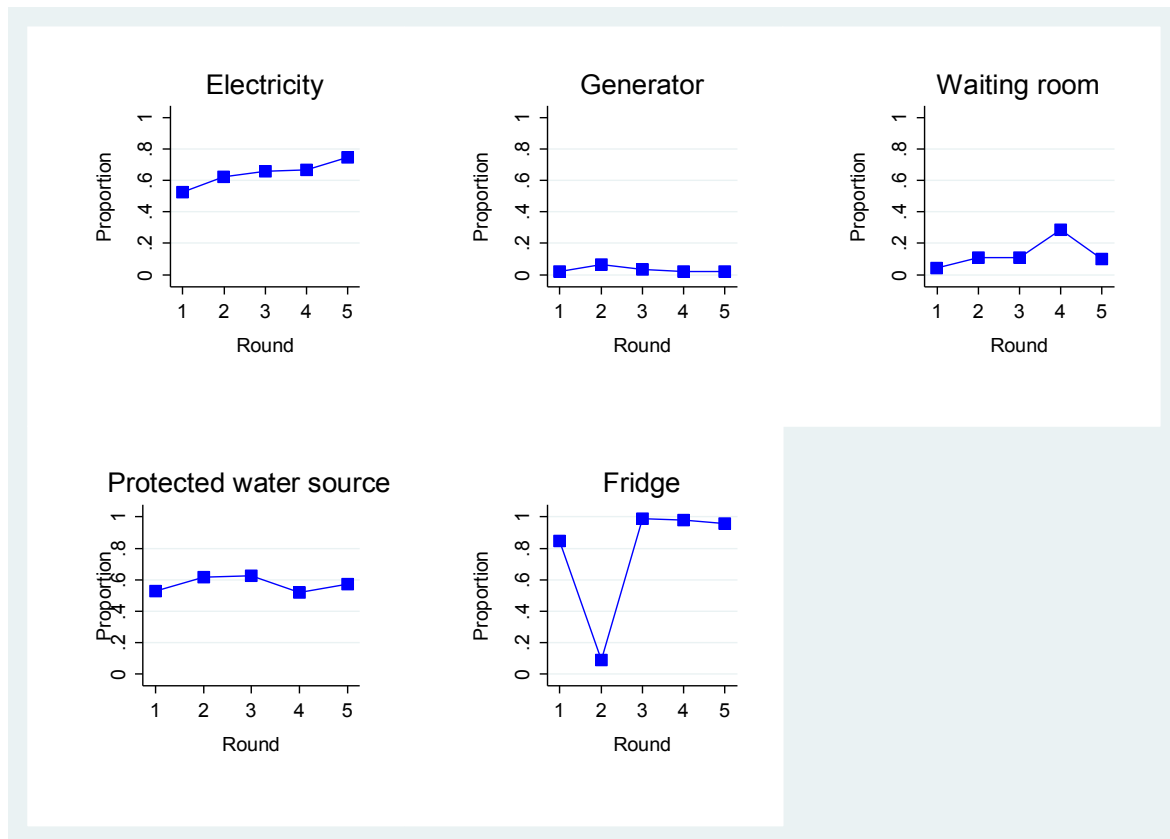 Electricity
Proportion
0 .2 .4 .6 .8 1
1 2 3 4 5
Round
Generator
Proportion
0 .2 .4 .6 .8 1
1 2 3 4 5
Round
Waiting room
Proportion
0 .2 .4 .6 .8 1
1 2 3 4 5
Round
Protected water source
Proportion
0 .2 .4 .6 .8 1
1 2 3 4 5
Round
Fridge
Proportion
0 .2 .4 .6 .8 1
1 2 3 4 5
Round